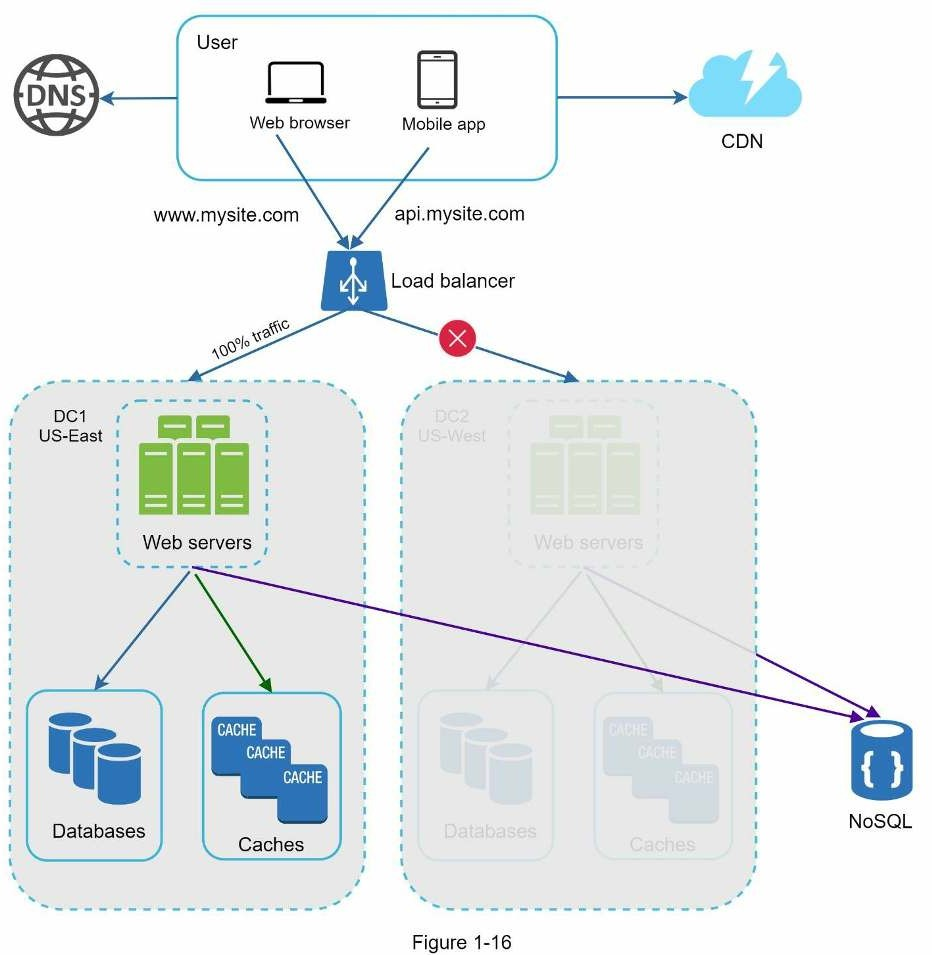 User
DNS
Web browser
Mobile app
CDN
www.mysite.com
api.mysite.com
Load balancer
100% traffic
DC1
US-East
DC2
US-West
Web servers
Web servers
CACHE
CACHE
CACHE
CACHE
CACHE
CACHE
Databases
Caches
Databases
Caches
{ }
NoSQL
Figure 1-16